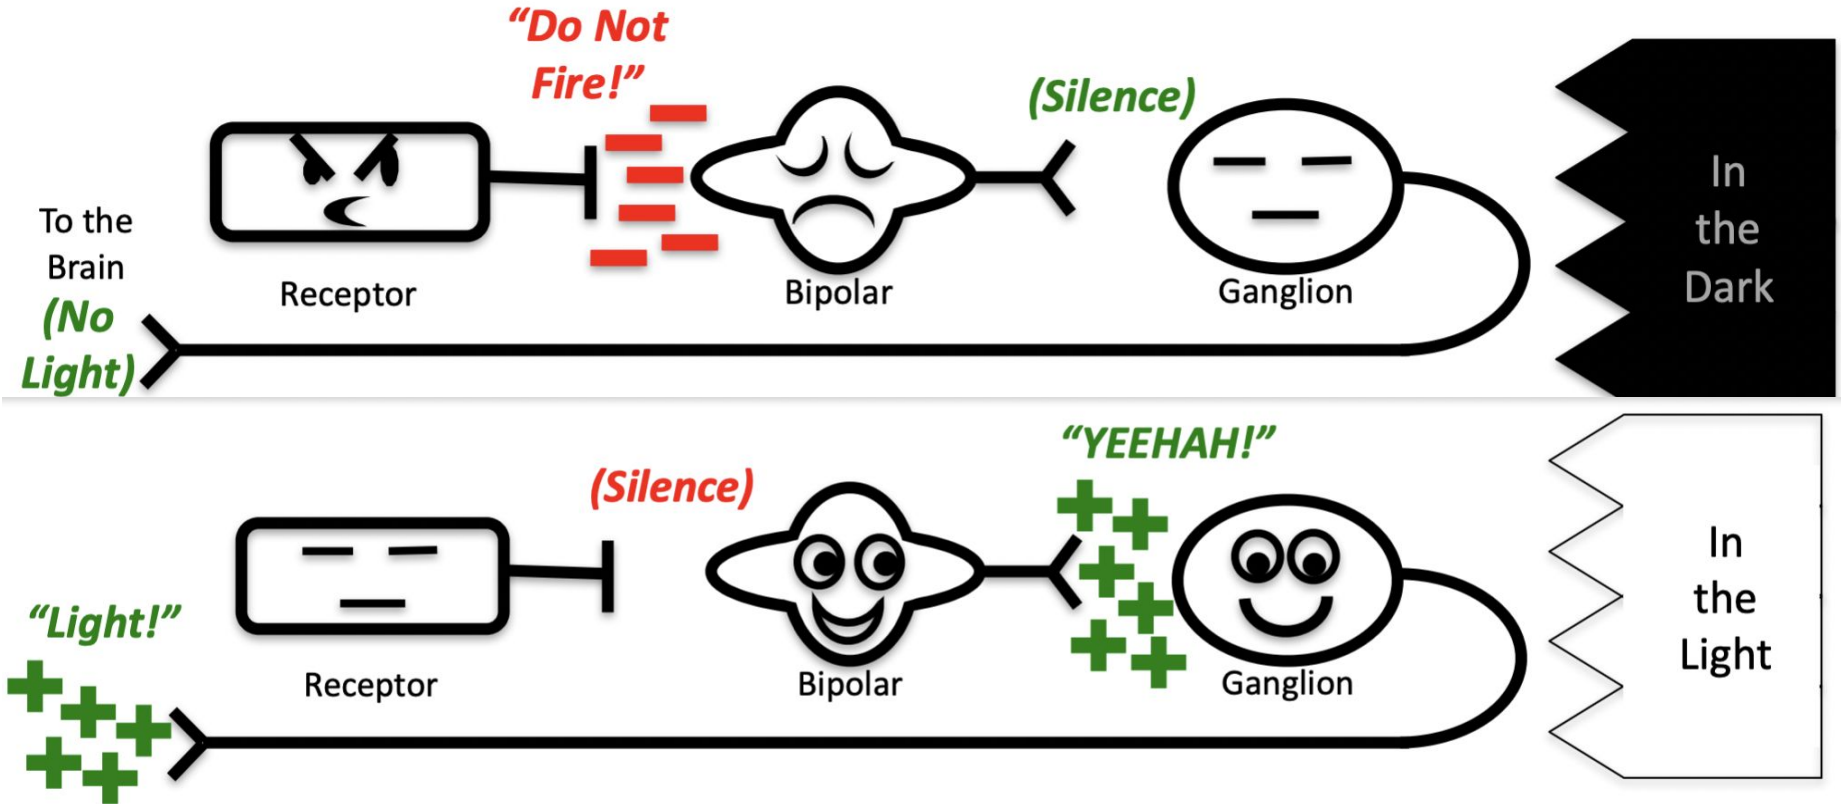 “Do Not
Fire!”
(Silence)
To the
Brain
(No
Light)
Receptor
Bipolar
Ganglion
In
the
Dark
“YEEHAH!”
(Silence)
“Light!”
Receptor
Bipolar
Ganglion
In
the
Light